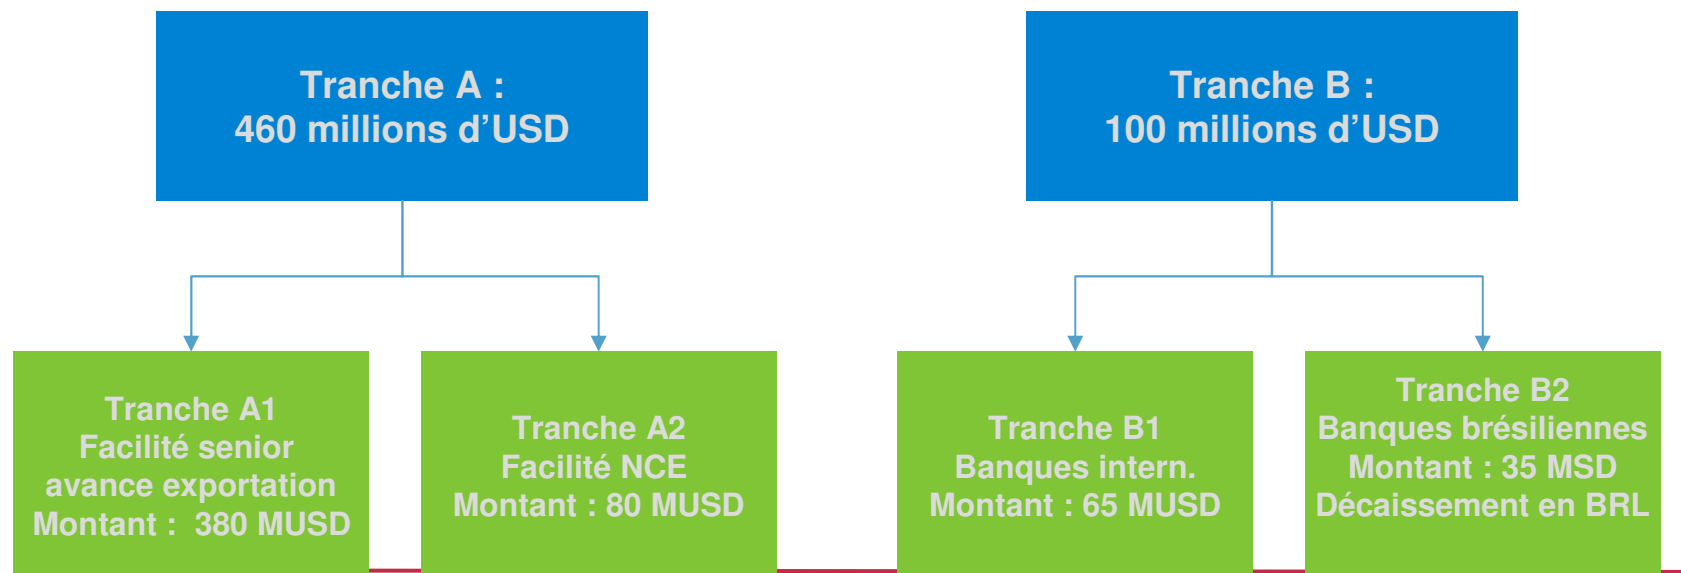 Tranche A :
460 millions d’USD
Tranche B :
100 millions d’USD
Tranche A1
Facilité senior
avance exportation
Montant :  380 MUSD
Tranche A2
Facilité NCE
Montant : 80 MUSD
Tranche B1
Banques intern.
Montant : 65 MUSD
Tranche B2
Banques brésiliennes
Montant : 35 MSD
Décaissement en BRL